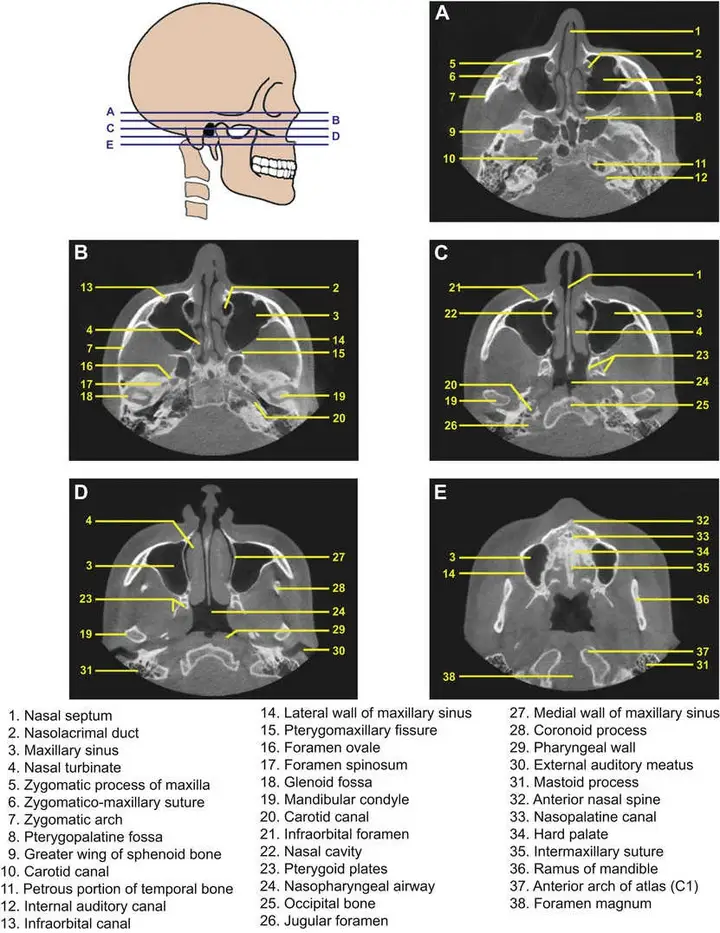 A
B
C
D
E
A
1
2
3
4
5
6
7
8
9
10
11
12
B
13
2
3
4
14
7
15
16
17
18
19
20
C
1
21
22
3
4
23
20
24
19
25
26
D
4
27
3
28
23
24
19
29
30
31
E
32
33
3
34
14
35
36
37
31
38
1. Nasal septum
2. Nasolacrimal duct
3. Maxillary sinus
4. Nasal turbinate
5. Zygomatic process of maxilla
6. Zygomatico-maxillary suture
7. Zygomatic arch
8. Pterygopalatine fossa
9. Greater wing of sphenoid bone
10. Carotid canal
11. Petrous portion of temporal bone
12. Internal auditory canal
13. Infraorbital canal
14. Lateral wall of maxillary sinus
15. Pterygomaxillary fissure
16. Foramen ovale
17. Foramen spinosum
18. Glenoid fossa
19. Mandibular condyle
20. Carotid canal
21. Infraorbital foramen
22. Nasal cavity
23. Pterygoid plates
24. Nasopharyngeal airway
25. Occipital bone
26. Jugular foramen
27. Medial wall of maxillary sinus
28. Coronoid process
29. Pharyngeal wall
30. External auditory meatus
31. Mastoid process
32. Anterior nasal spine
33. Nasopalatine canal
34. Hard palate
35. Intermaxillary suture
36. Ramus of mandible
37. Anterior arch of atlas (C1)
38. Foramen magnum